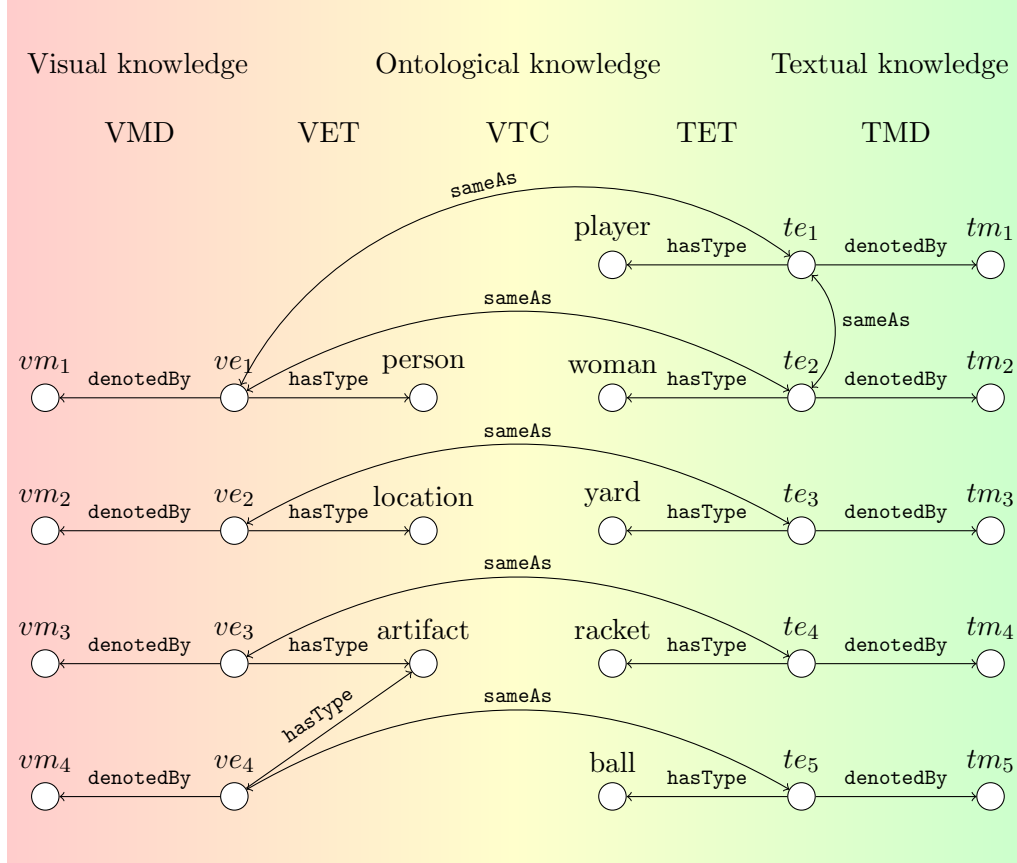 Visual knowledge Ontological knowledge Textual knowledge
VMD VET VTC TET TMD
sameAs
player te1 tm1
hasType denotedBy
sameAs
sameAs
vm1 ve1 person woman te2 tm2
denotedBy hasType hasType denotedBy
sameAs
vm2 ve2 location yard te3 tm3
denotedBy hasType hasType denotedBy
sameAs
vm3 ve3 artifact racket te4 tm4
denotedBy hasType hasType denotedBy
hasType
sameAs
vm4 ve4 ball te5 tm5
denotedBy hasType denotedBy